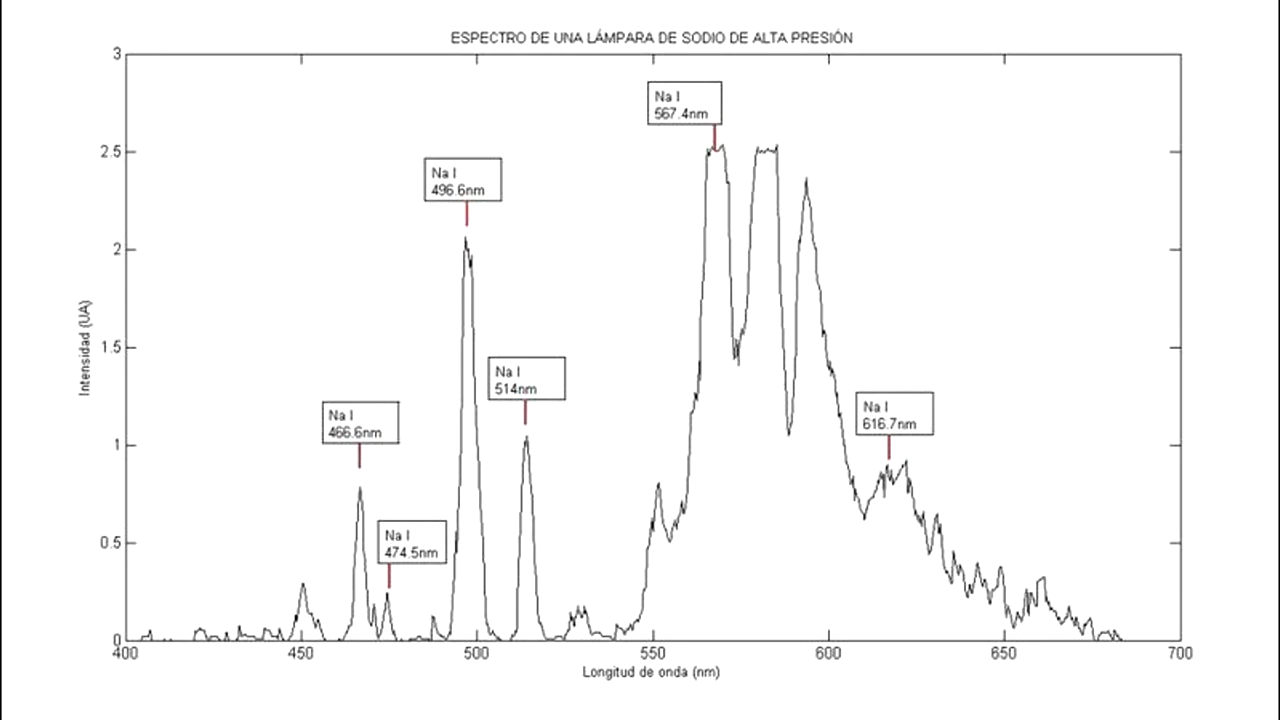 ESPECTRO DE UNA LÁMPARA DE SODIO DE ALTA PRESIÓN
3
2.5
2
1.5
1
0.5
0
Intensidad (UA)
Na I
466.6nm
Na I
474.5nm
Na I
496.6nm
Na I
514nm
Na I
567.4nm
Na I
616.7nm
400
450
500
550
600
650
700
Longitud de onda (nm)